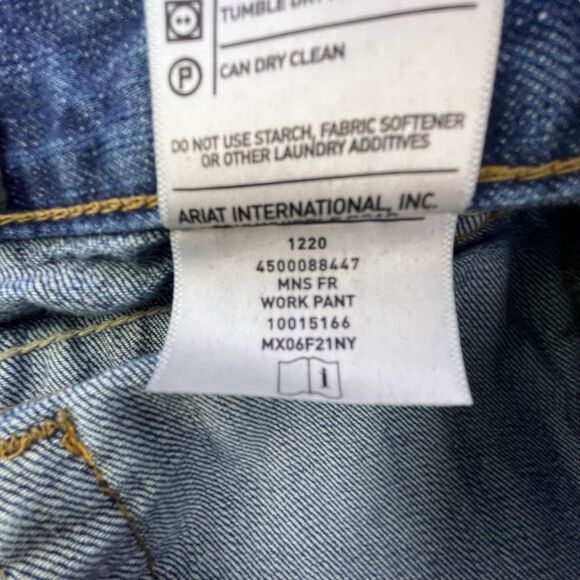 TUMBLE DRY
P
CAN DRY CLEAN
DO NOT USE STARCH, FABRIC SOFTENER
OR OTHER LAUNDRY ADDITIVES
ARIAT INTERNATIONAL, INC.
1220
4500088447
MNS FR
WORK PANT
10015166
MX06F21NY
i